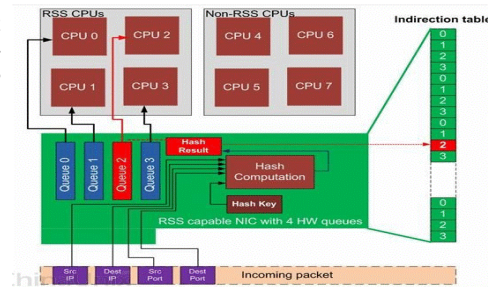 RSS CPUs
Non-RSS CPUs
Indirection table
CPU 0
CPU 2
CPU 4
CPU 6
CPU 1
CPU 3
CPU 5
CPU 7
0
1
2
3
0
1
2
3
0
1
2
3
0
1
2
3
Queue 0
Queue 1
Queue 2
Queue 3
Hash
Result
Hash
Computation
Hash Key
RSS capable NIC with 4 HW queues
Src
IP
Dest
IP
Src
Port
Dest
Port
Incoming packet